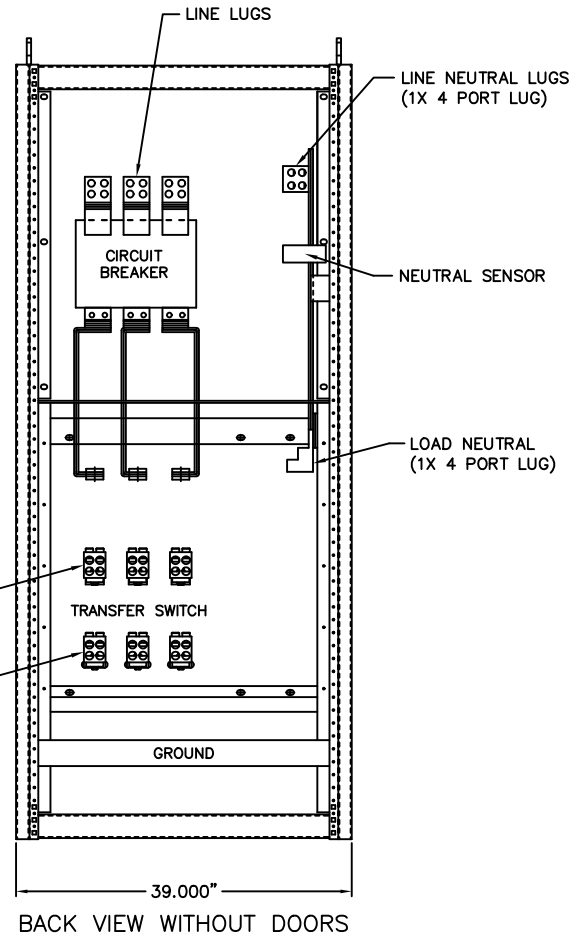 LINE LUGS
LINE NEUTRAL LUGS
(1X 4 PORT LUG)
CIRCUIT
BREAKER
NEUTRAL SENSOR
LOAD NEUTRAL
(1X 4 PORT LUG)
TRANSFER SWITCH
GROUND
39.000"
BACK VIEW WITHOUT DOORS